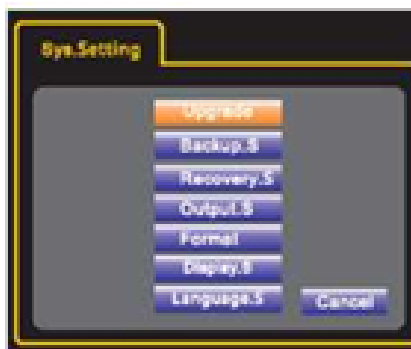 Sys.Setting
Upgrade
Backup.S
Recovery.S
Output.S
Format
Display.S
Language.S
Cancel